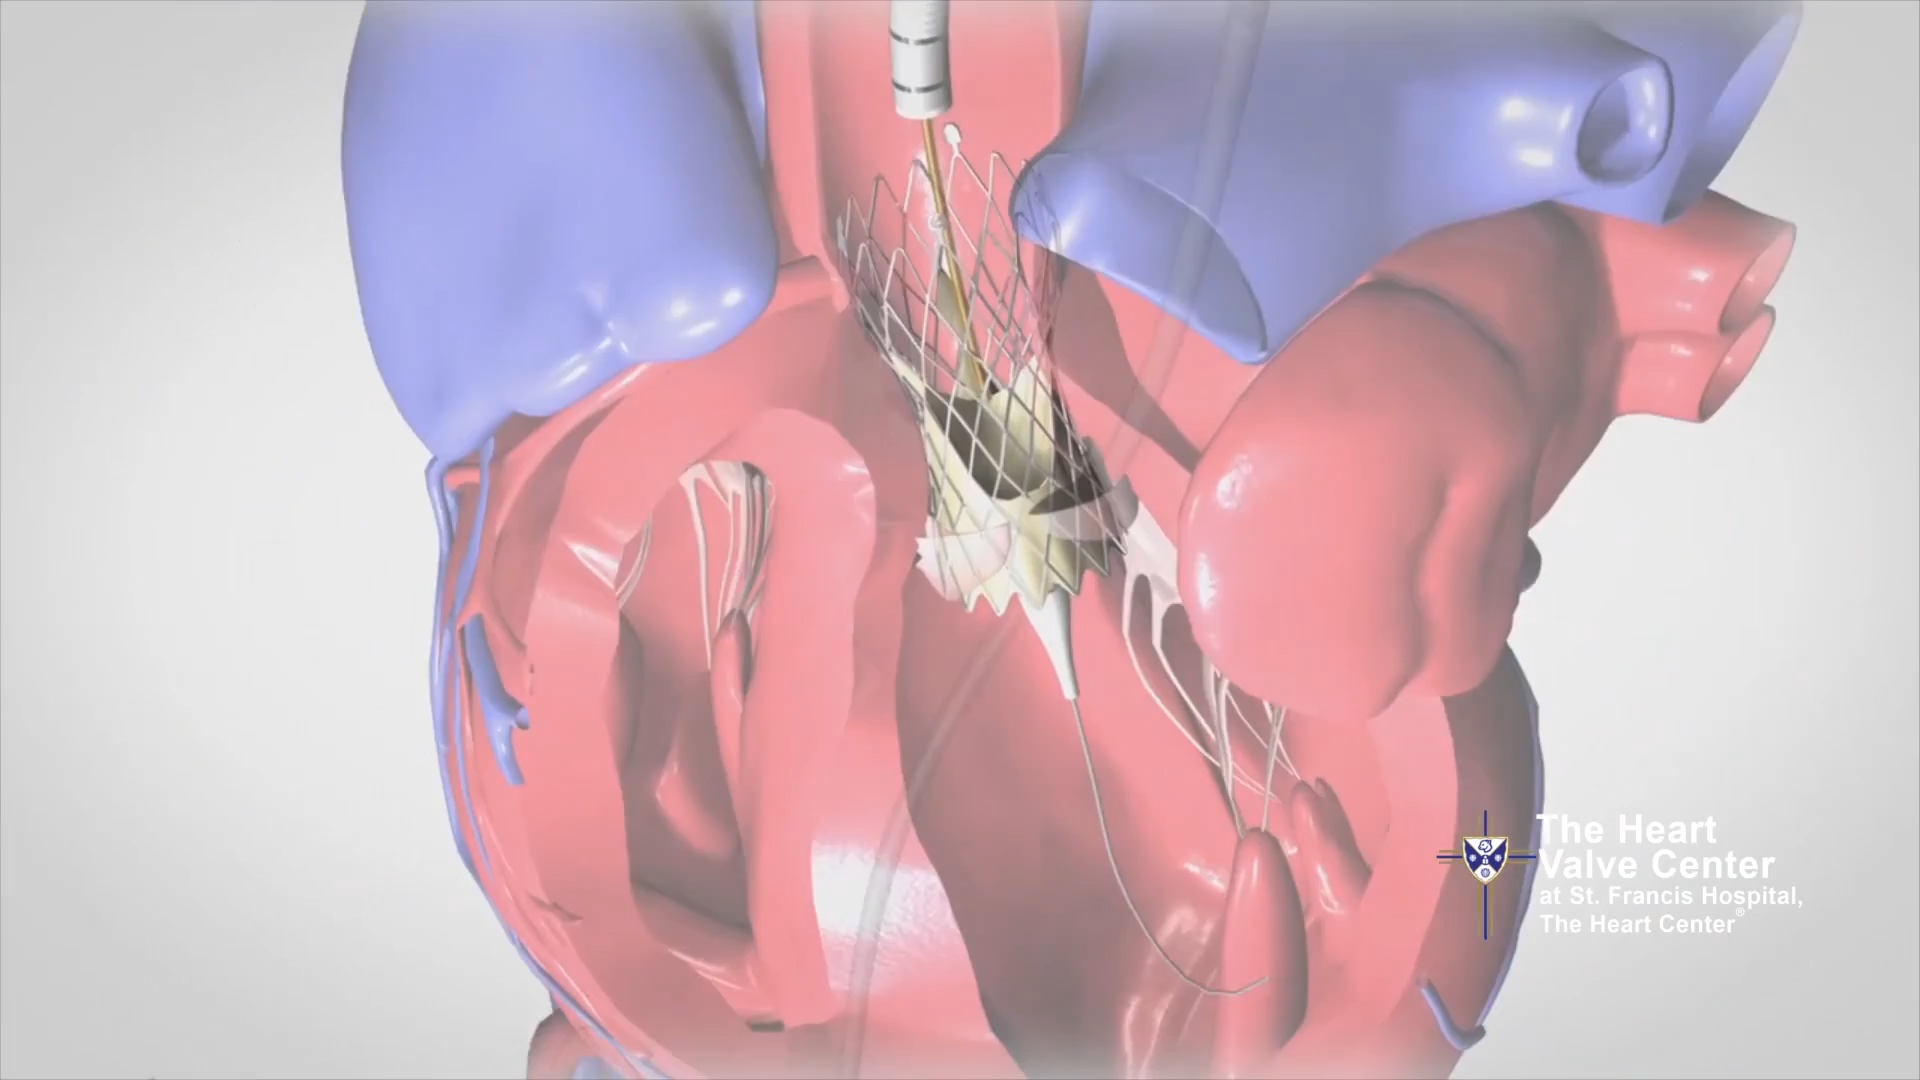 The Heart
Valve Center
at St. Francis Hospital,
The Heart Center®